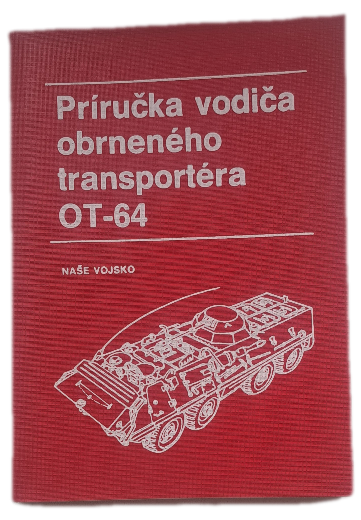 Príručka vodiča
obrneného
transportéra
OT-64
NAŠE VOJSKO